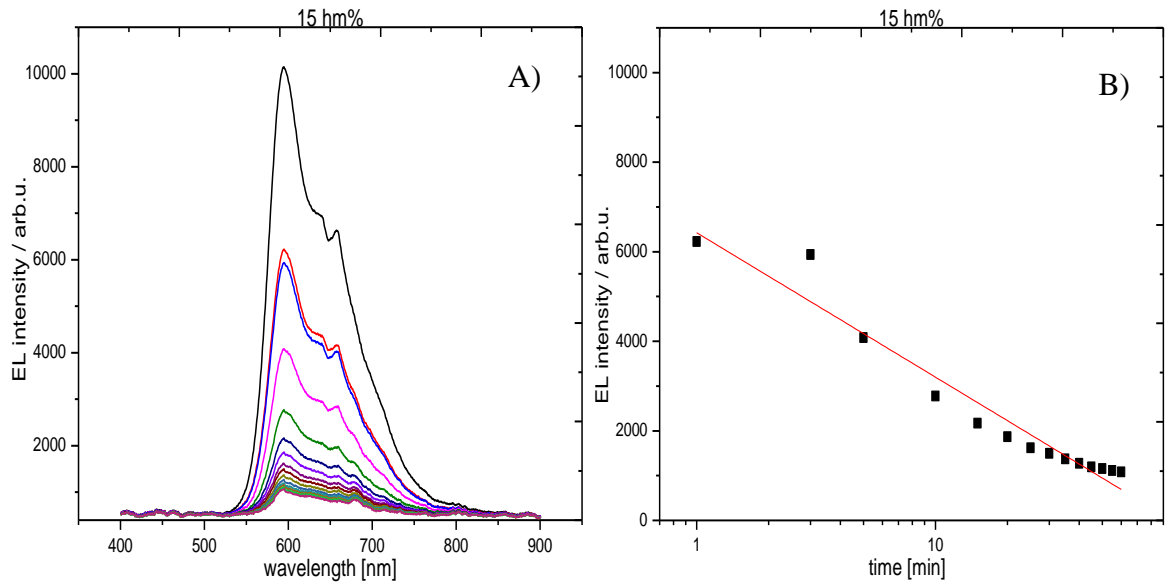 15 hm%
A)
EL intensity / arb.u.
10000
8000
6000
4000
2000
400
500
600
700
800
900
wavelength [nm]
15 hm%
B)
EL intensity / arb.u.
10000
8000
6000
4000
2000
0
1
10
time [min]